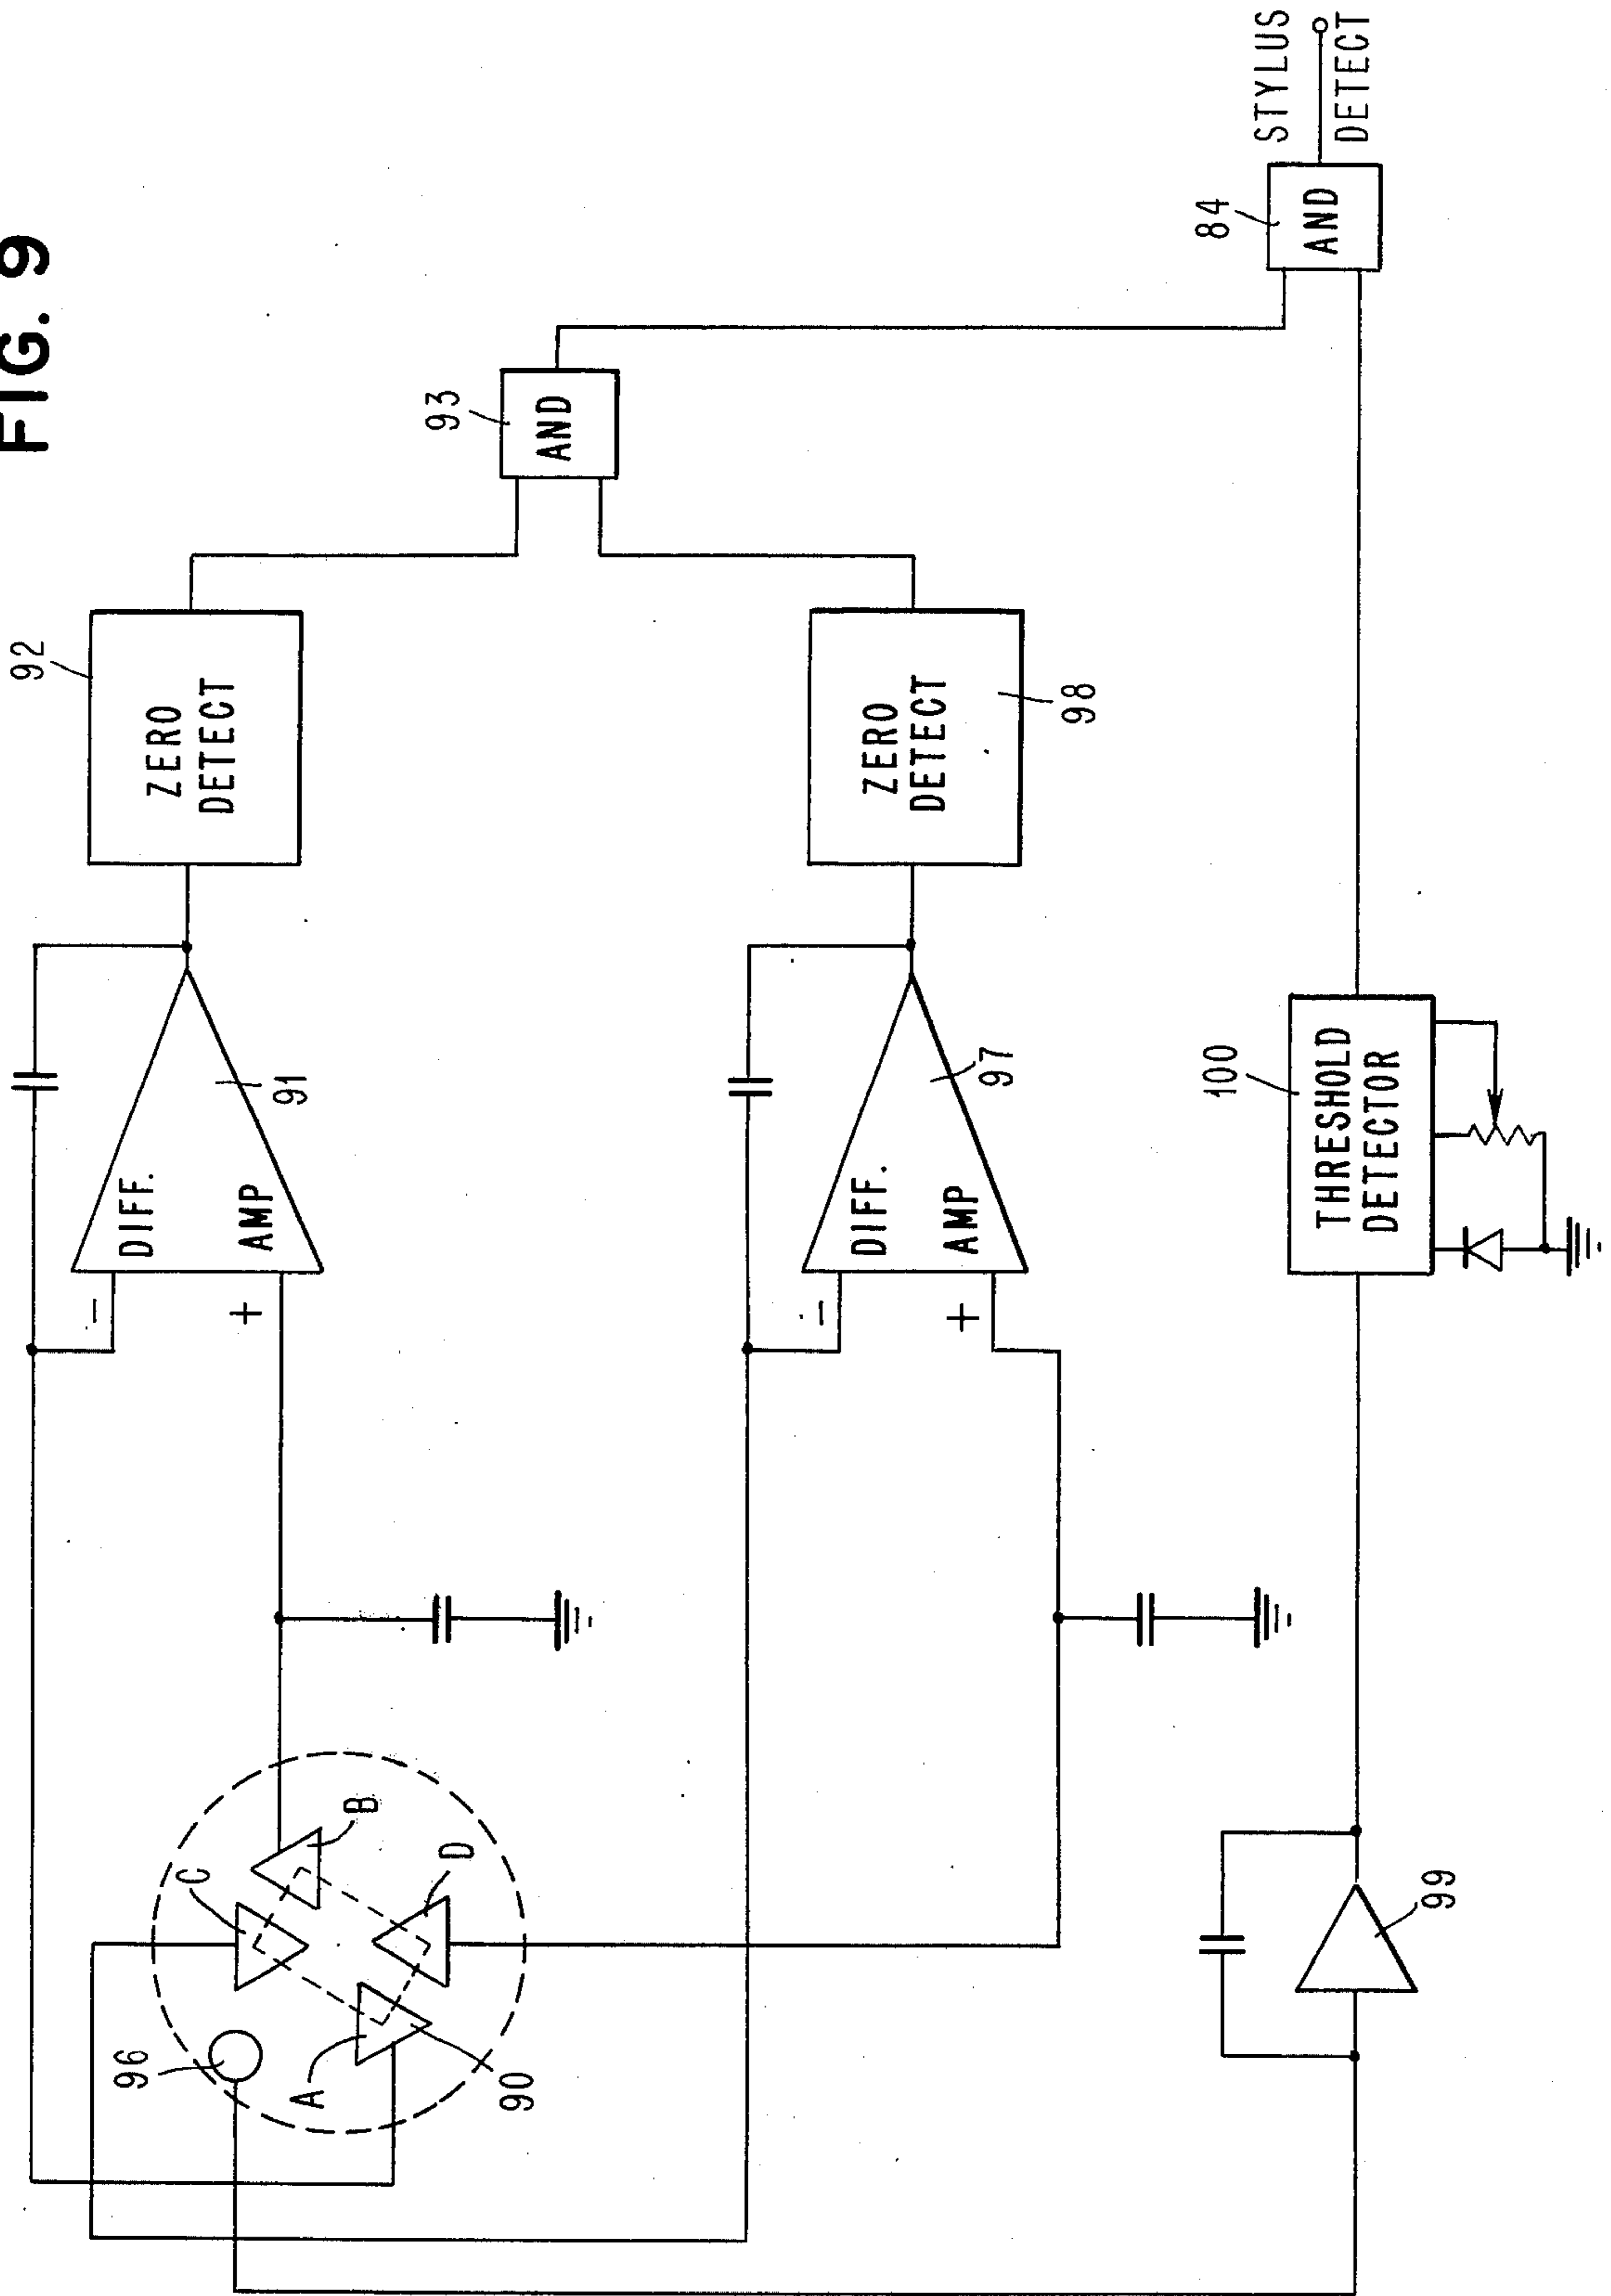 FIG. 9
92
ZERO
DETECT
DIFF.
AMP
91
-
+
93
AND
ZERO
DETECT
98
DIFF.
AMP
97
-
+
C
B
D
A
90
96
84
AND
STYLUS
DETECT
100
THRESHOLD
DETECTOR
99